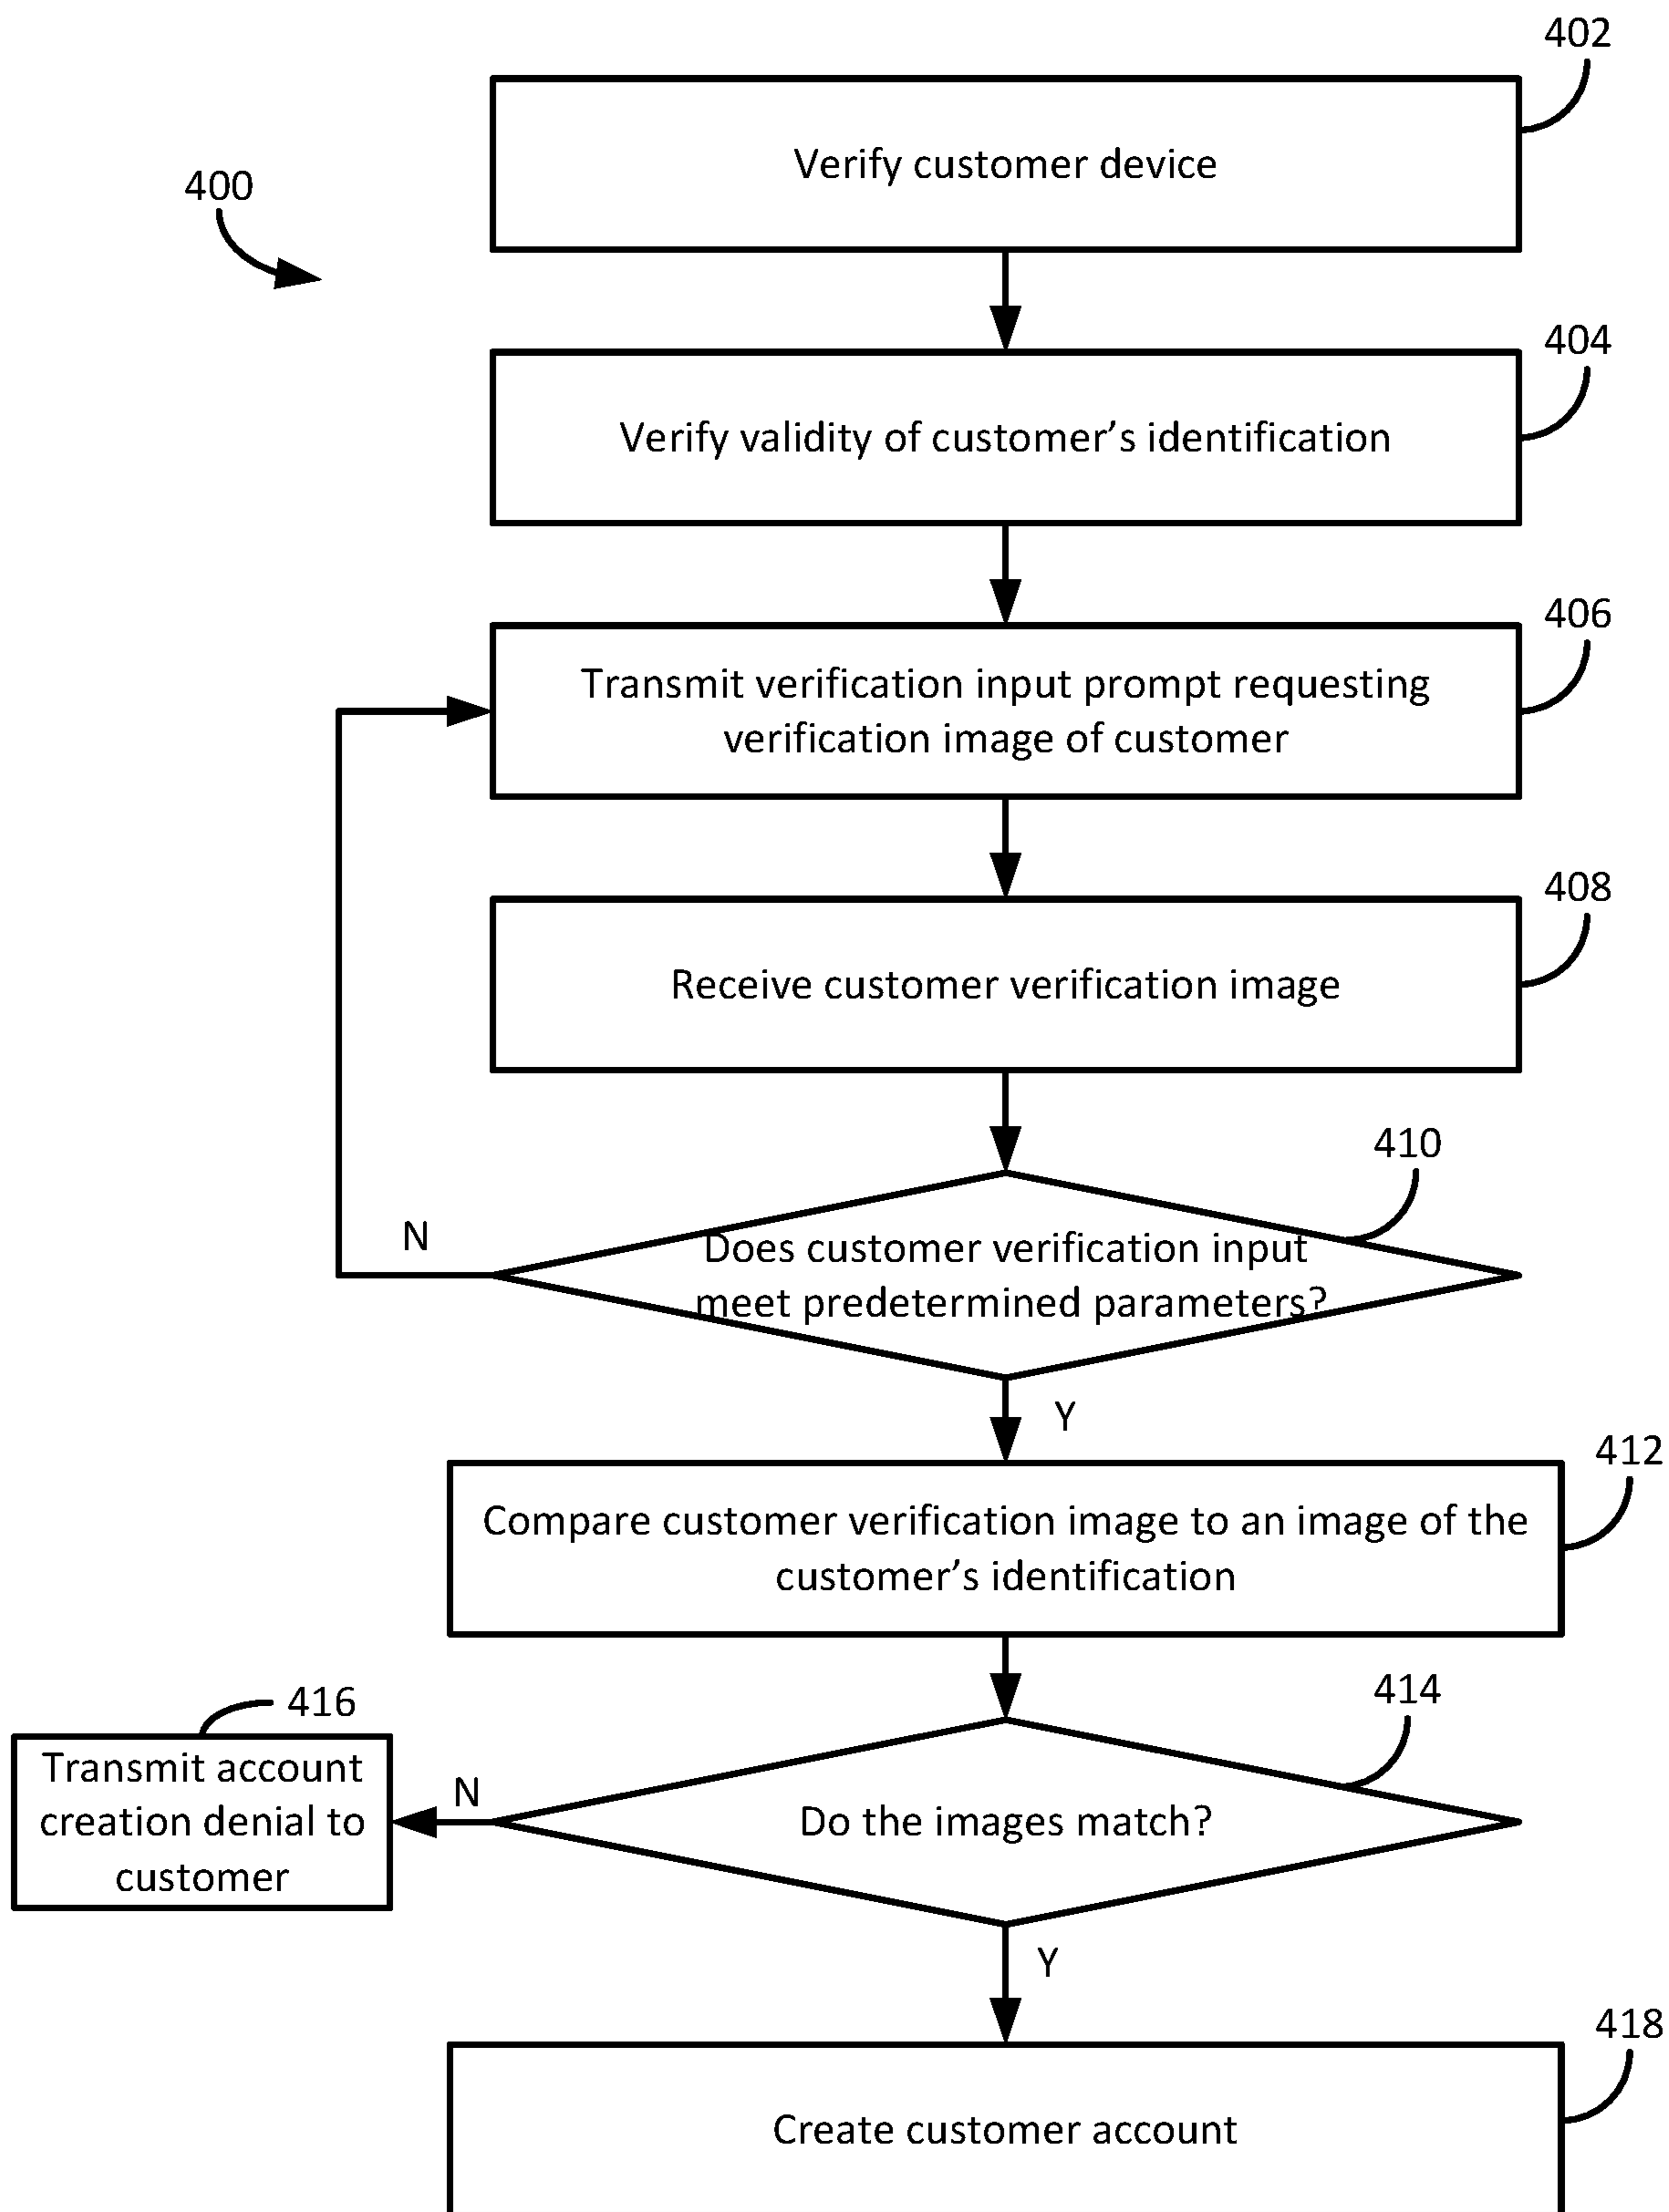 402
Verify customer device
400
404
Verify validity of customer’s identification
406
Transmit verification input prompt requesting
verification image of customer
408
Receive customer verification image
410
N
Does customer verification input
meet predetermined parameters?
Y
412
Compare customer verification image to an image of the
customer’s identification
414
416
Transmit account
creation denial to
customer
N
Do the images match?
Y
418
Create customer account